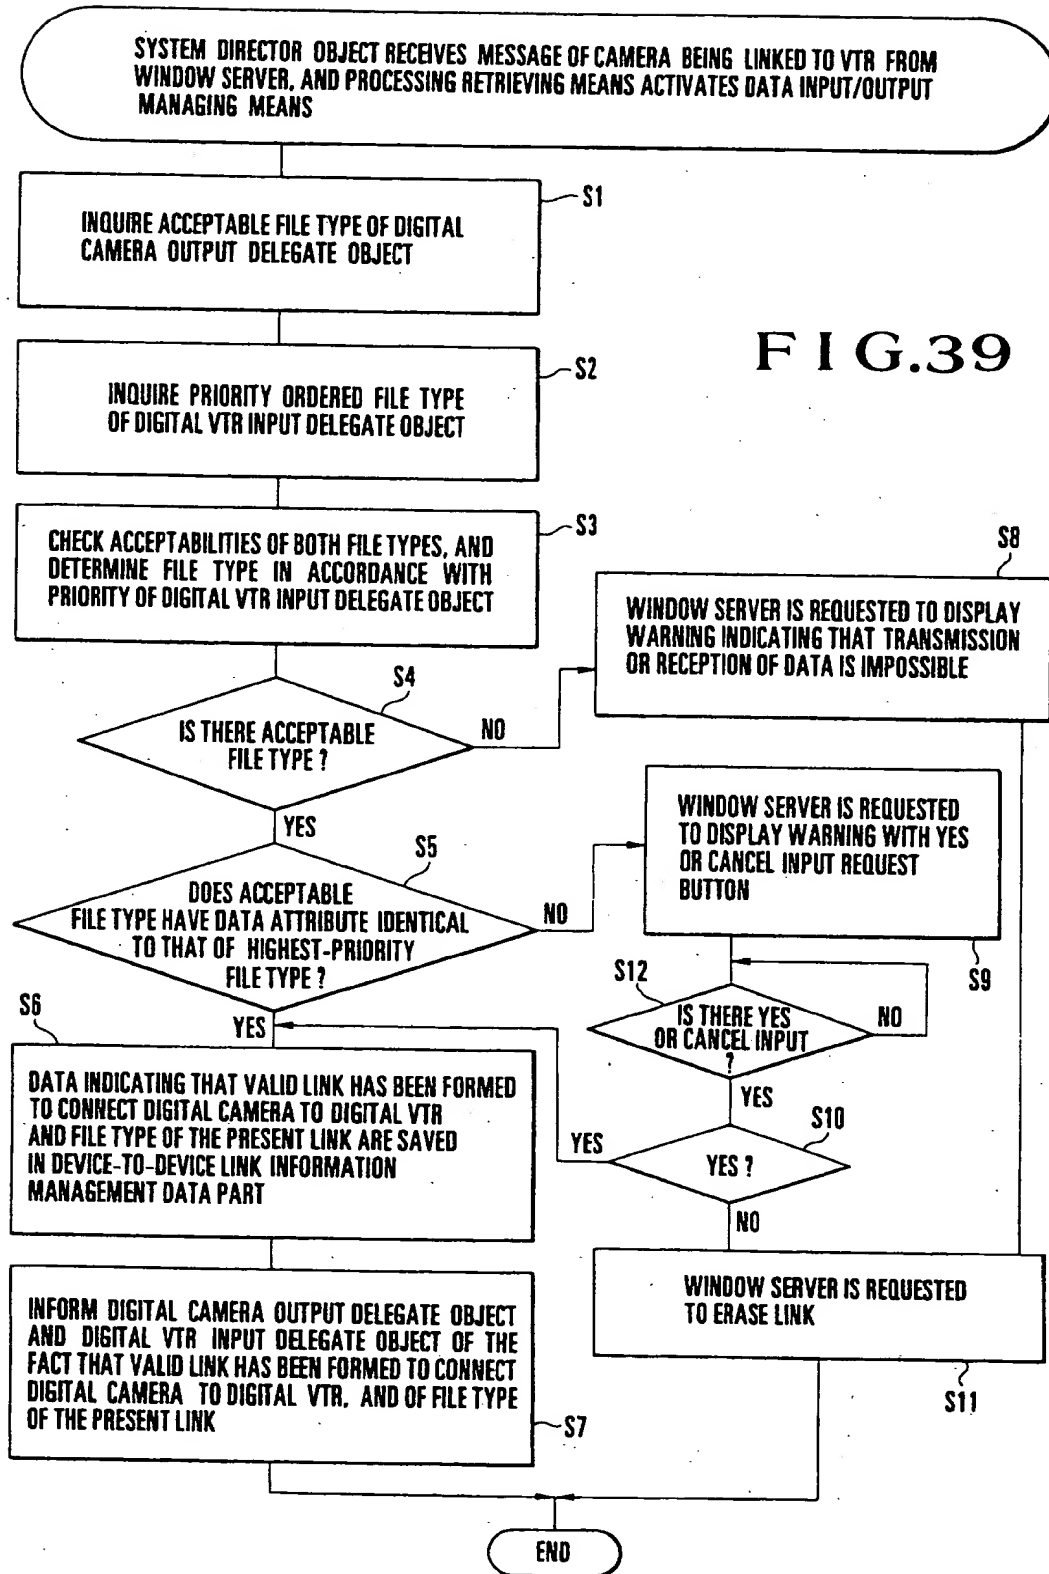 SYSTEM DIRECTOR OBJECT RECEIVES MESSAGE OF CAMERA BEING LINKED TO VTR FROM
WINDOW SERVER, AND PROCESSING RETRIEVING MEANS ACTIVATES DATA INPUT/OUTPUT
MANAGING MEANS
S1
INQUIRE ACCEPTABLE FILE TYPE OF DIGITAL
CAMERA OUTPUT DELEGATE OBJECT
FIG.39
S2
INQUIRE PRIORITY ORDERED FILE TYPE
OF DIGITAL VTR INPUT DELEGATE OBJECT
S3
CHECK ACCEPTABILITIES OF BOTH FILE TYPES, AND
DETERMINE FILE TYPE IN ACCORDANCE WITH
PRIORITY OF DIGITAL VTR INPUT DELEGATE OBJECT
S8
WINDOW SERVER IS REQUESTED TO DISPLAY
WARNING INDICATING THAT TRANSMISSION
OR RECEPTION OF DATA IS IMPOSSIBLE
S4
IS THERE ACCEPTABLE
FILE TYPE ?
NO
YES
S5
DOES ACCEPTABLE
FILE TYPE HAVE DATA ATTRIBUTE IDENTICAL
TO THAT OF HIGHEST-PRIORITY
FILE TYPE ?
NO
YES
WINDOW SERVER IS REQUESTED
TO DISPLAY WARNING WITH YES
OR CANCEL INPUT REQUEST
BUTTON
S9
S12
IS THERE YES
OR CANCEL INPUT
?
NO
YES
S10
YES ?
YES
NO
S6
DATA INDICATING THAT VALID LINK HAS BEEN FORMED
TO CONNECT DIGITAL CAMERA TO DIGITAL VTR
AND FILE TYPE OF THE PRESENT LINK ARE SAVED
IN DEVICE-TO-DEVICE LINK INFORMATION
MANAGEMENT DATA PART
WINDOW SERVER IS REQUESTED
TO ERASE LINK
S11
INFORM DIGITAL CAMERA OUTPUT DELEGATE OBJECT
AND DIGITAL VTR INPUT DELEGATE OBJECT OF THE
FACT THAT VALID LINK HAS BEEN FORMED TO CONNECT
DIGITAL CAMERA TO DIGITAL VTR, AND OF FILE TYPE
OF THE PRESENT LINK
S7
END